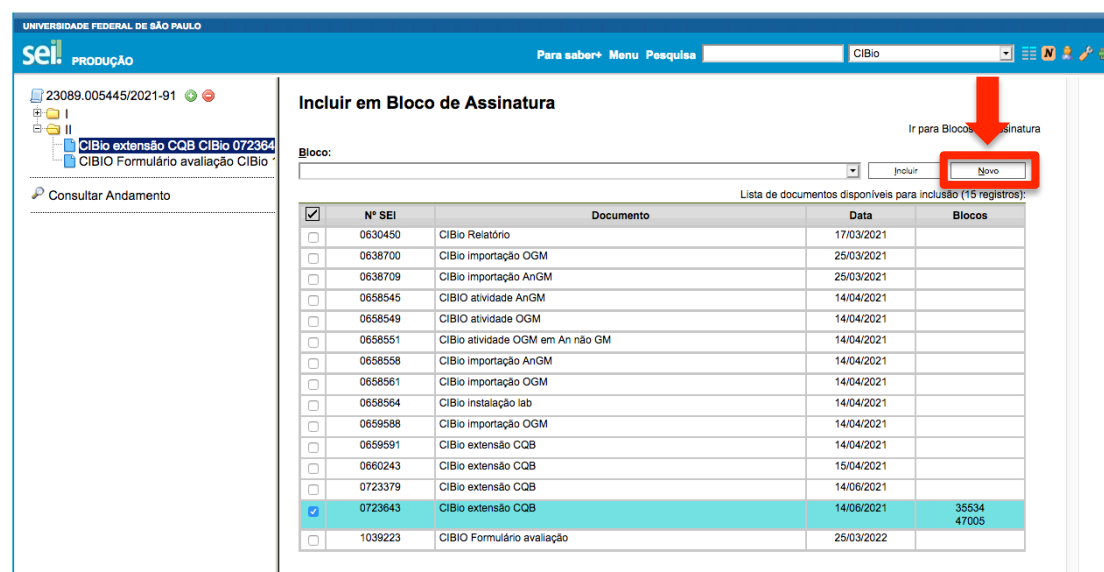 UNIVERSIDADE FEDERAL DE SÃO PAULO
sei! PRODUÇÃO
Para saber+ Menu Pesquisa CIBio N
23089.005445/2021-91
I
II
CIBio extensão CQB CIBio 072364
CIBIO Formulário avaliação CIBio
Consultar Andamento
Incluir em Bloco de Assinatura
Ir para Blocos
Bloco:
Incluir Novo
Lista de documentos disponíveis para inclusão (15 registros):
Nº SEI Documento Data Blocos
0630450 CIBio Relatório 17/03/2021
0638700 CIBio importação OGM 25/03/2021
0638709 CIBio importação AnGM 25/03/2021
0658545 CIBIO atividade AnGM 14/04/2021
0658549 CIBIO atividade OGM 14/04/2021
0658551 CIBio atividade OGM em An não GM 14/04/2021
0658558 CIBio importação AnGM 14/04/2021
0658561 CIBio importação OGM 14/04/2021
0658564 CIBio instalação lab 14/04/2021
0659588 CIBio importação OGM 14/04/2021
0659591 CIBio extensão CQB 14/04/2021
0660243 CIBio extensão CQB 15/04/2021
0723379 CIBio extensão CQB 14/06/2021
0723643 CIBio extensão CQB 14/06/2021 35534
47005
1039223 CIBIO Formulário avaliação 25/03/2022